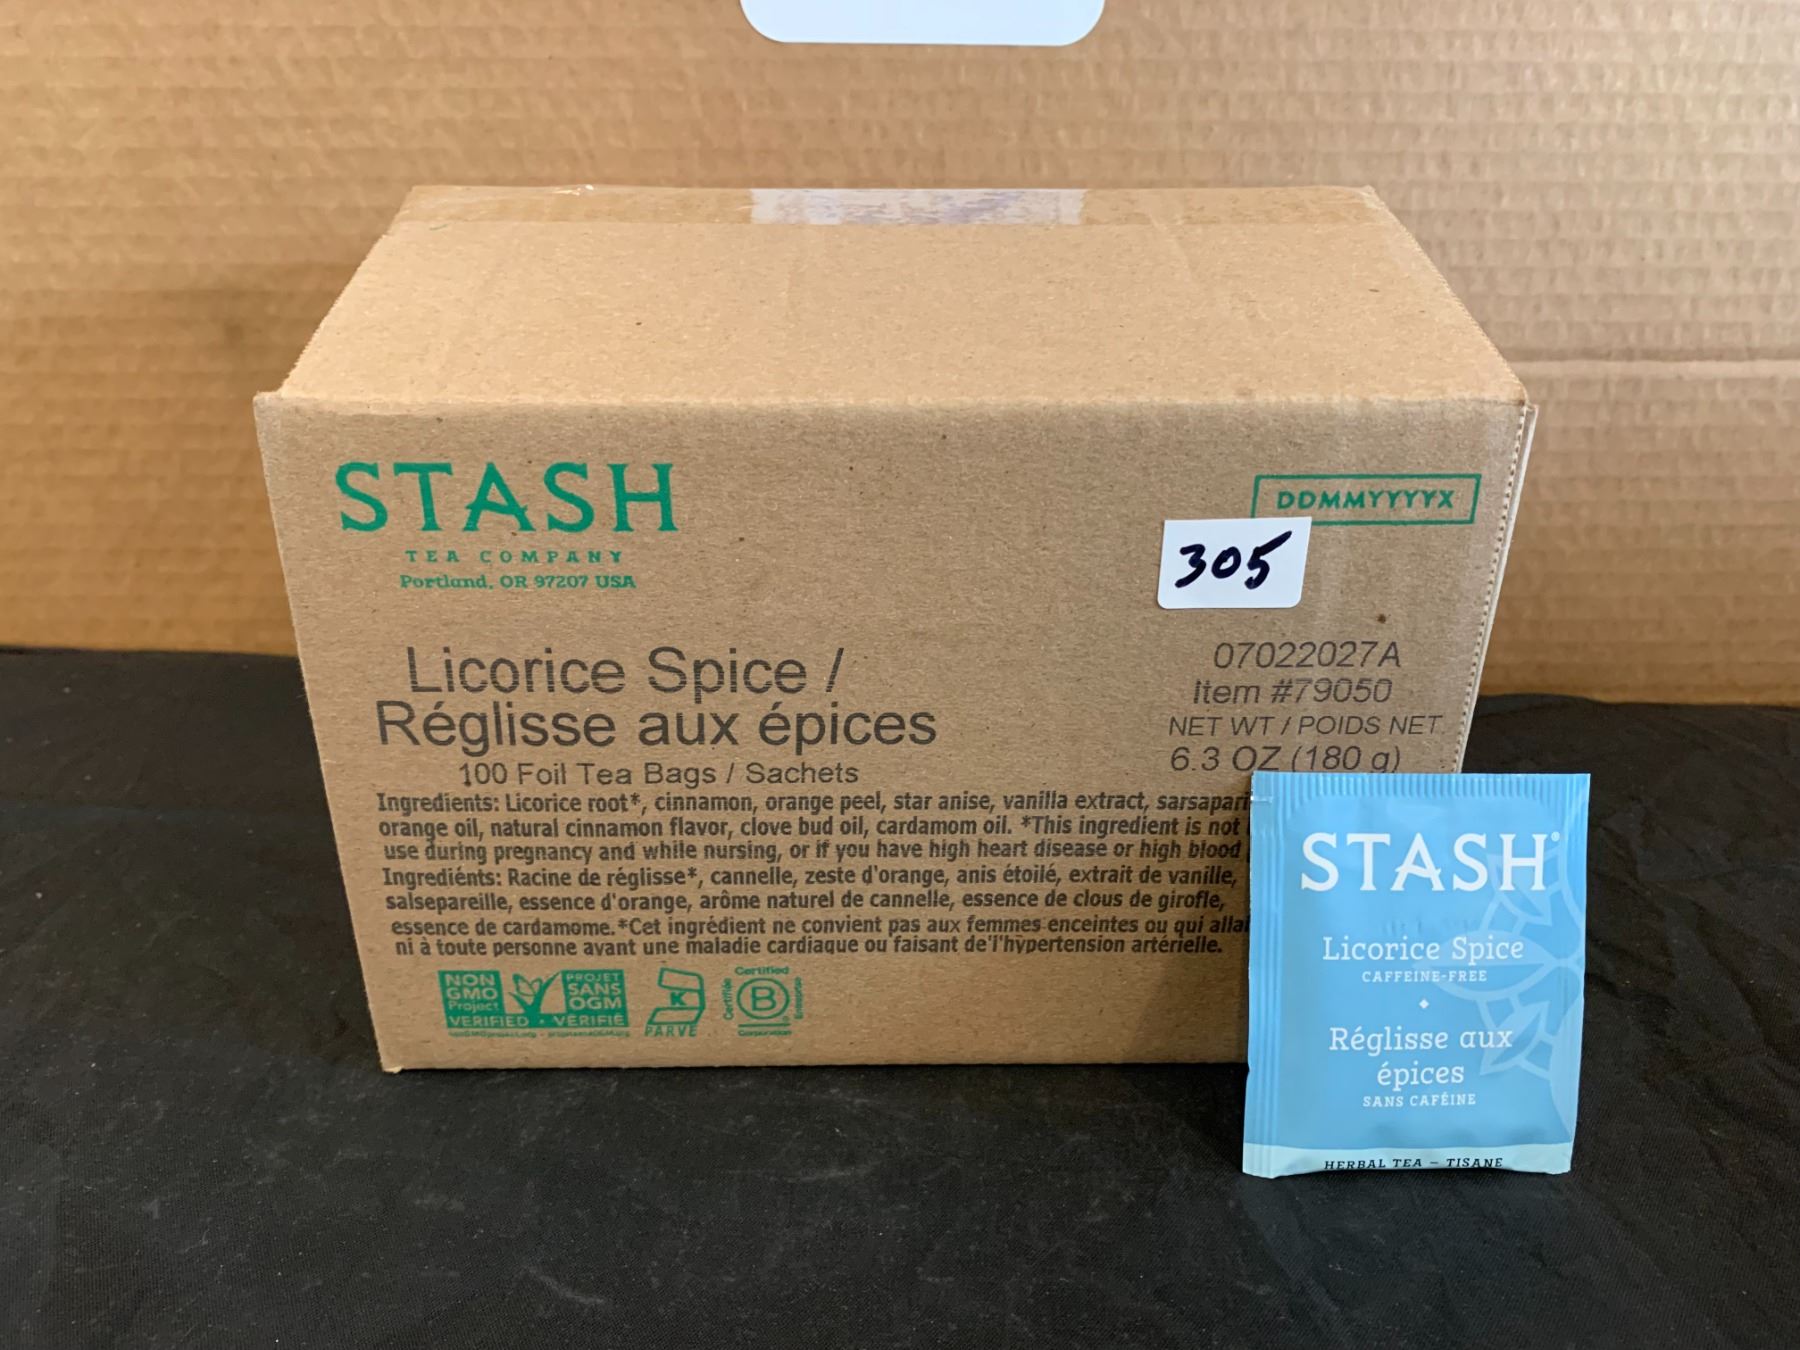 STASH
TEA COMPANY
Portland, OR 97207 USA
DDMMYYYYX
305
Licorice Spice /
Réglisse aux épices
100 Foil Tea Bags / Sachets
07022027A
Item #79050
NET WT / POIDS NET
6.3 OZ (180 g)
Ingredients: Licorice root*, cinnamon, orange peel, star anise, vanilla extract, sarsapari
orange oil, natural cinnamon flavor, clove bud oil, cardamom oil. *This ingredient is not
use during pregnancy and while nursing, or if you have high heart disease or high blood
Ingrediénts: Racine de réglisse*, cannelle, zeste d'orange, anis étoilé, extrait de vanille,
salsepareille, essence d'orange, arôme naturel de cannelle, essence de clous de girofle,
essence de cardamome.*Cet ingrédient ne convient pas aux femmes enceintes ou qui allai
ni à toute personne avant une maladie cardiaque ou faisant de l'hypertension artérielle.
NON
GMO
Project
VERIFIED
PROJET
SANS
OGM
VÉRIFIÉ
K
PARVE
Certified
Certifiée
B
Corporation
Entreprise
STASH®
Licorice Spice
CAFFEINE-FREE
Réglisse aux
épices
SANS CAFÉINE
HERBAL TEA – TISANE